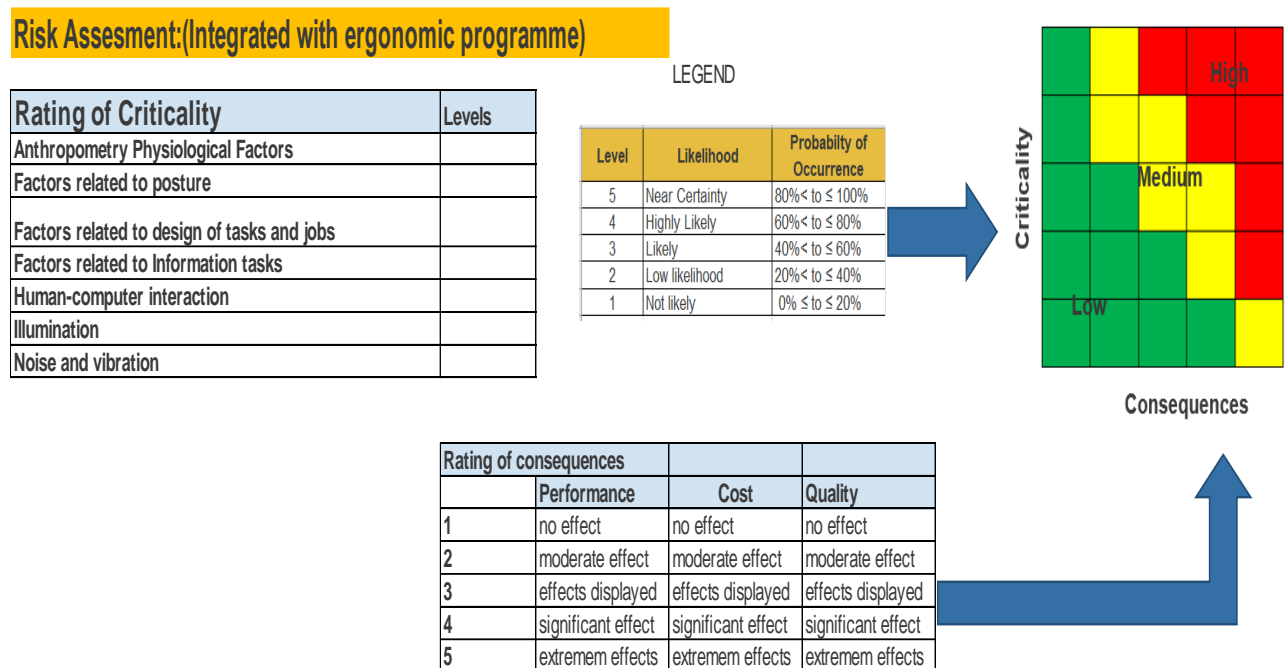 Risk Assesment:(Integrated with ergonomic programme)
LEGEND
Rating of Criticality Levels
Anthropometry Physiological Factors
Factors related to posture
Factors related to design of tasks and jobs
Factors related to Information tasks
Human-computer interaction
Illumination
Noise and vibration
Level Likelihood Probabilty of
Occurrence
5 Near Certainty 80%< to ≤ 100%
4 Highly Likely 60%< to ≤ 80%
3 Likely 40%< to ≤ 60%
2 Low likelihood 20%< to ≤ 40%
1 Not likely 0% ≤ to ≤ 20%
Criticality
High
Medium
Low
Consequences
Rating of consequences
Performance Cost Quality
1 no effect no effect no effect
2 moderate effect moderate effect moderate effect
3 effects displayed effects displayed effects displayed
4 significant effect significant effect significant effect
5 extremem effects extremem effects extremem effects